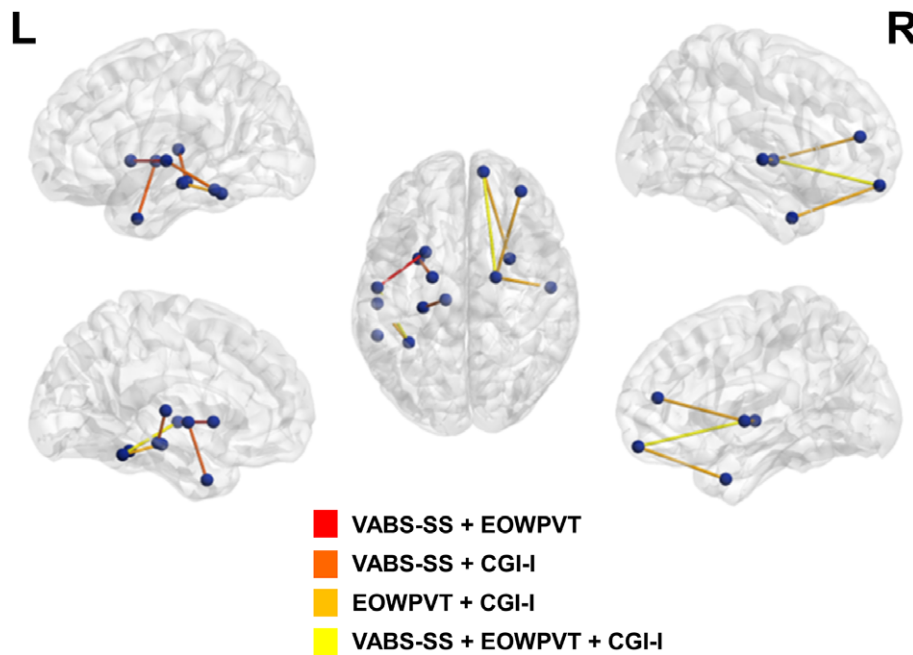 L
R
VABS-SS + EOWPVT
VABS-SS + CGI-I
EOWPVT + CGI-I
VABS-SS + EOWPVT + CGI-I